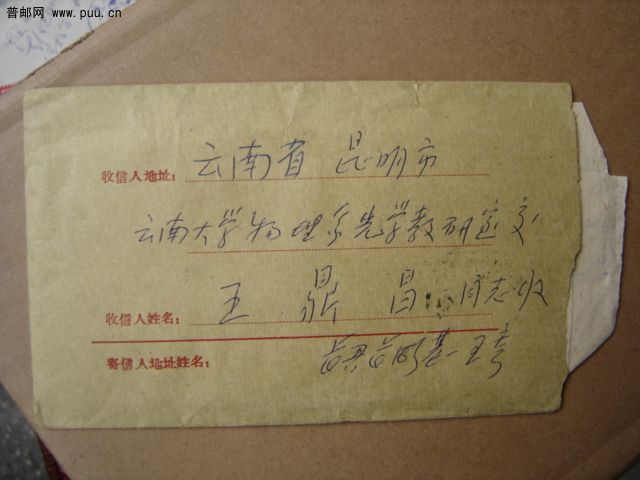 普邮网 www.puu.cn
收信人地址： 云南省 昆明市
云南大学物理系光学教研室交
收信人姓名： 王鼎昌 同志收
寄信人地址姓名：